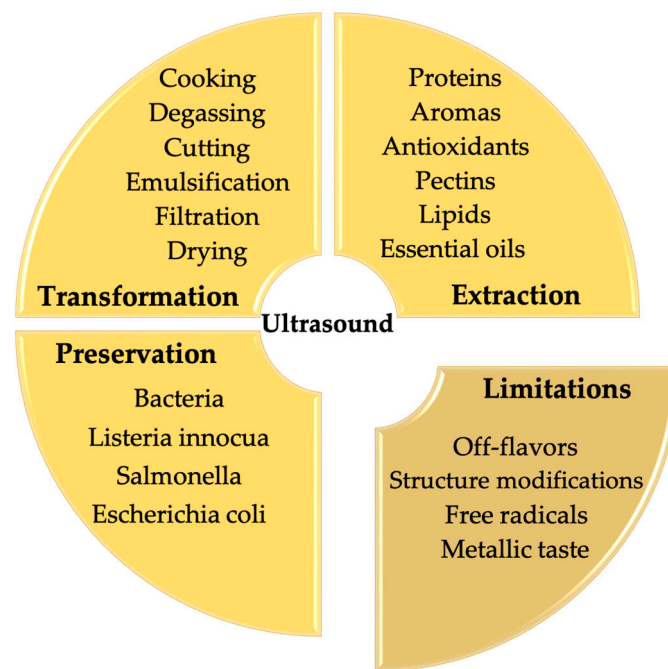 Cooking
Degassing
Cutting
Emulsification
Filtration
Drying
Transformation
Proteins
Aromas
Antioxidants
Pectins
Lipids
Essential oils
Extraction
Ultrasound
Preservation
Bacteria
Listeria innocua
Salmonella
Escherichia coli
Limitations
Off-flavors
Structure modifications
Free radicals
Metallic taste